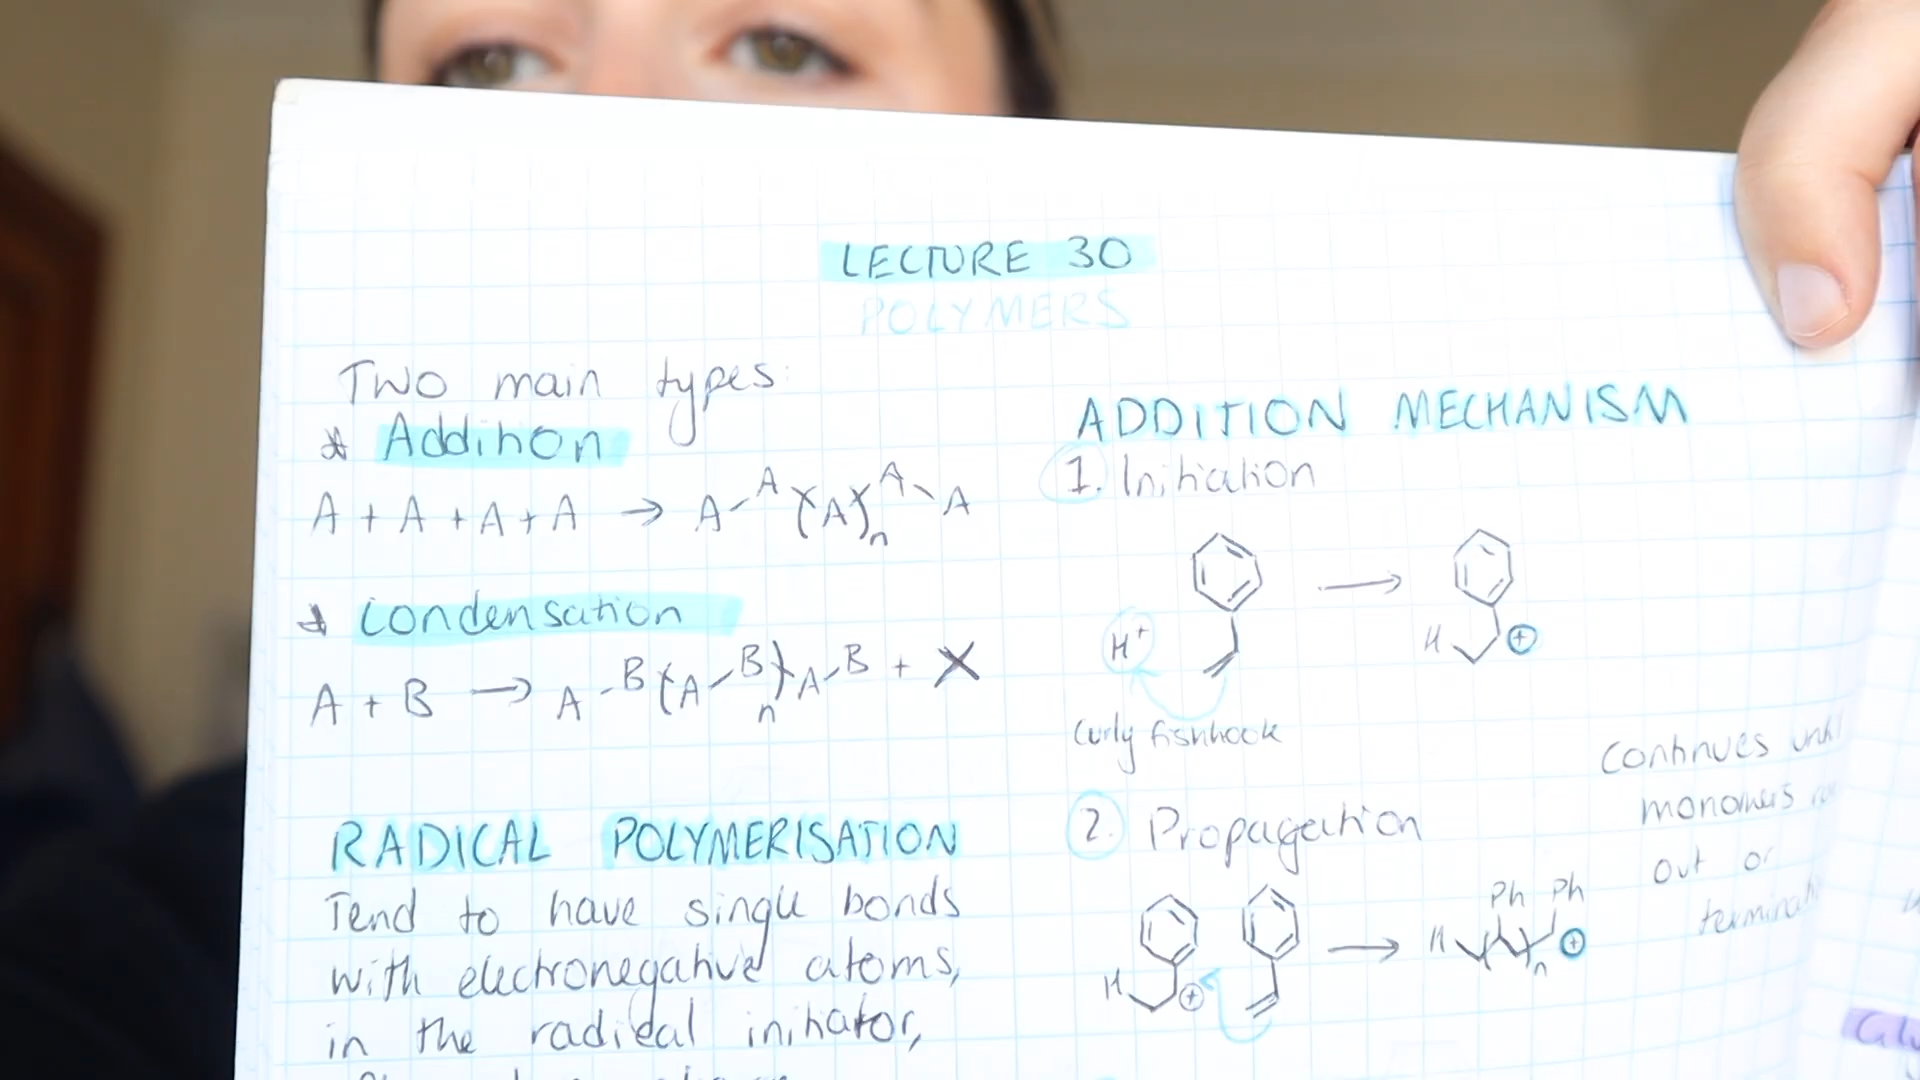 LECTURE 30
POLYMERS
Two main types:
* Addition
A + A + A + A → A-A(A)n A-A
* Condensation
A + B → A-B(A-B)n A-B + X
RADICAL POLYMERISATION
Tend to have single bonds
with electronegative atoms,
in the radical initiator,
ADDITION MECHANISM
1. Initiation
H+
H
+
Curly fishhook
2. Propagation
Ph Ph
H
+
H
n
+
Continues until
monomers
out or